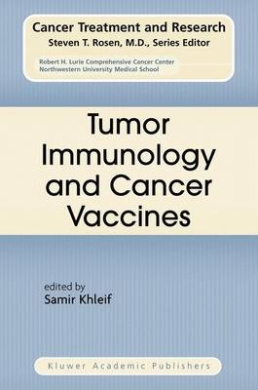 Cancer Treatment and Research
Steven T. Rosen, M.D., Series Editor
Robert H. Lurie Comprehensive Cancer Center
Northwestern University Medical School
Tumor
Immunology
and Cancer
Vaccines
edited by
Samir Khleif
Kluwer Academic Publishers